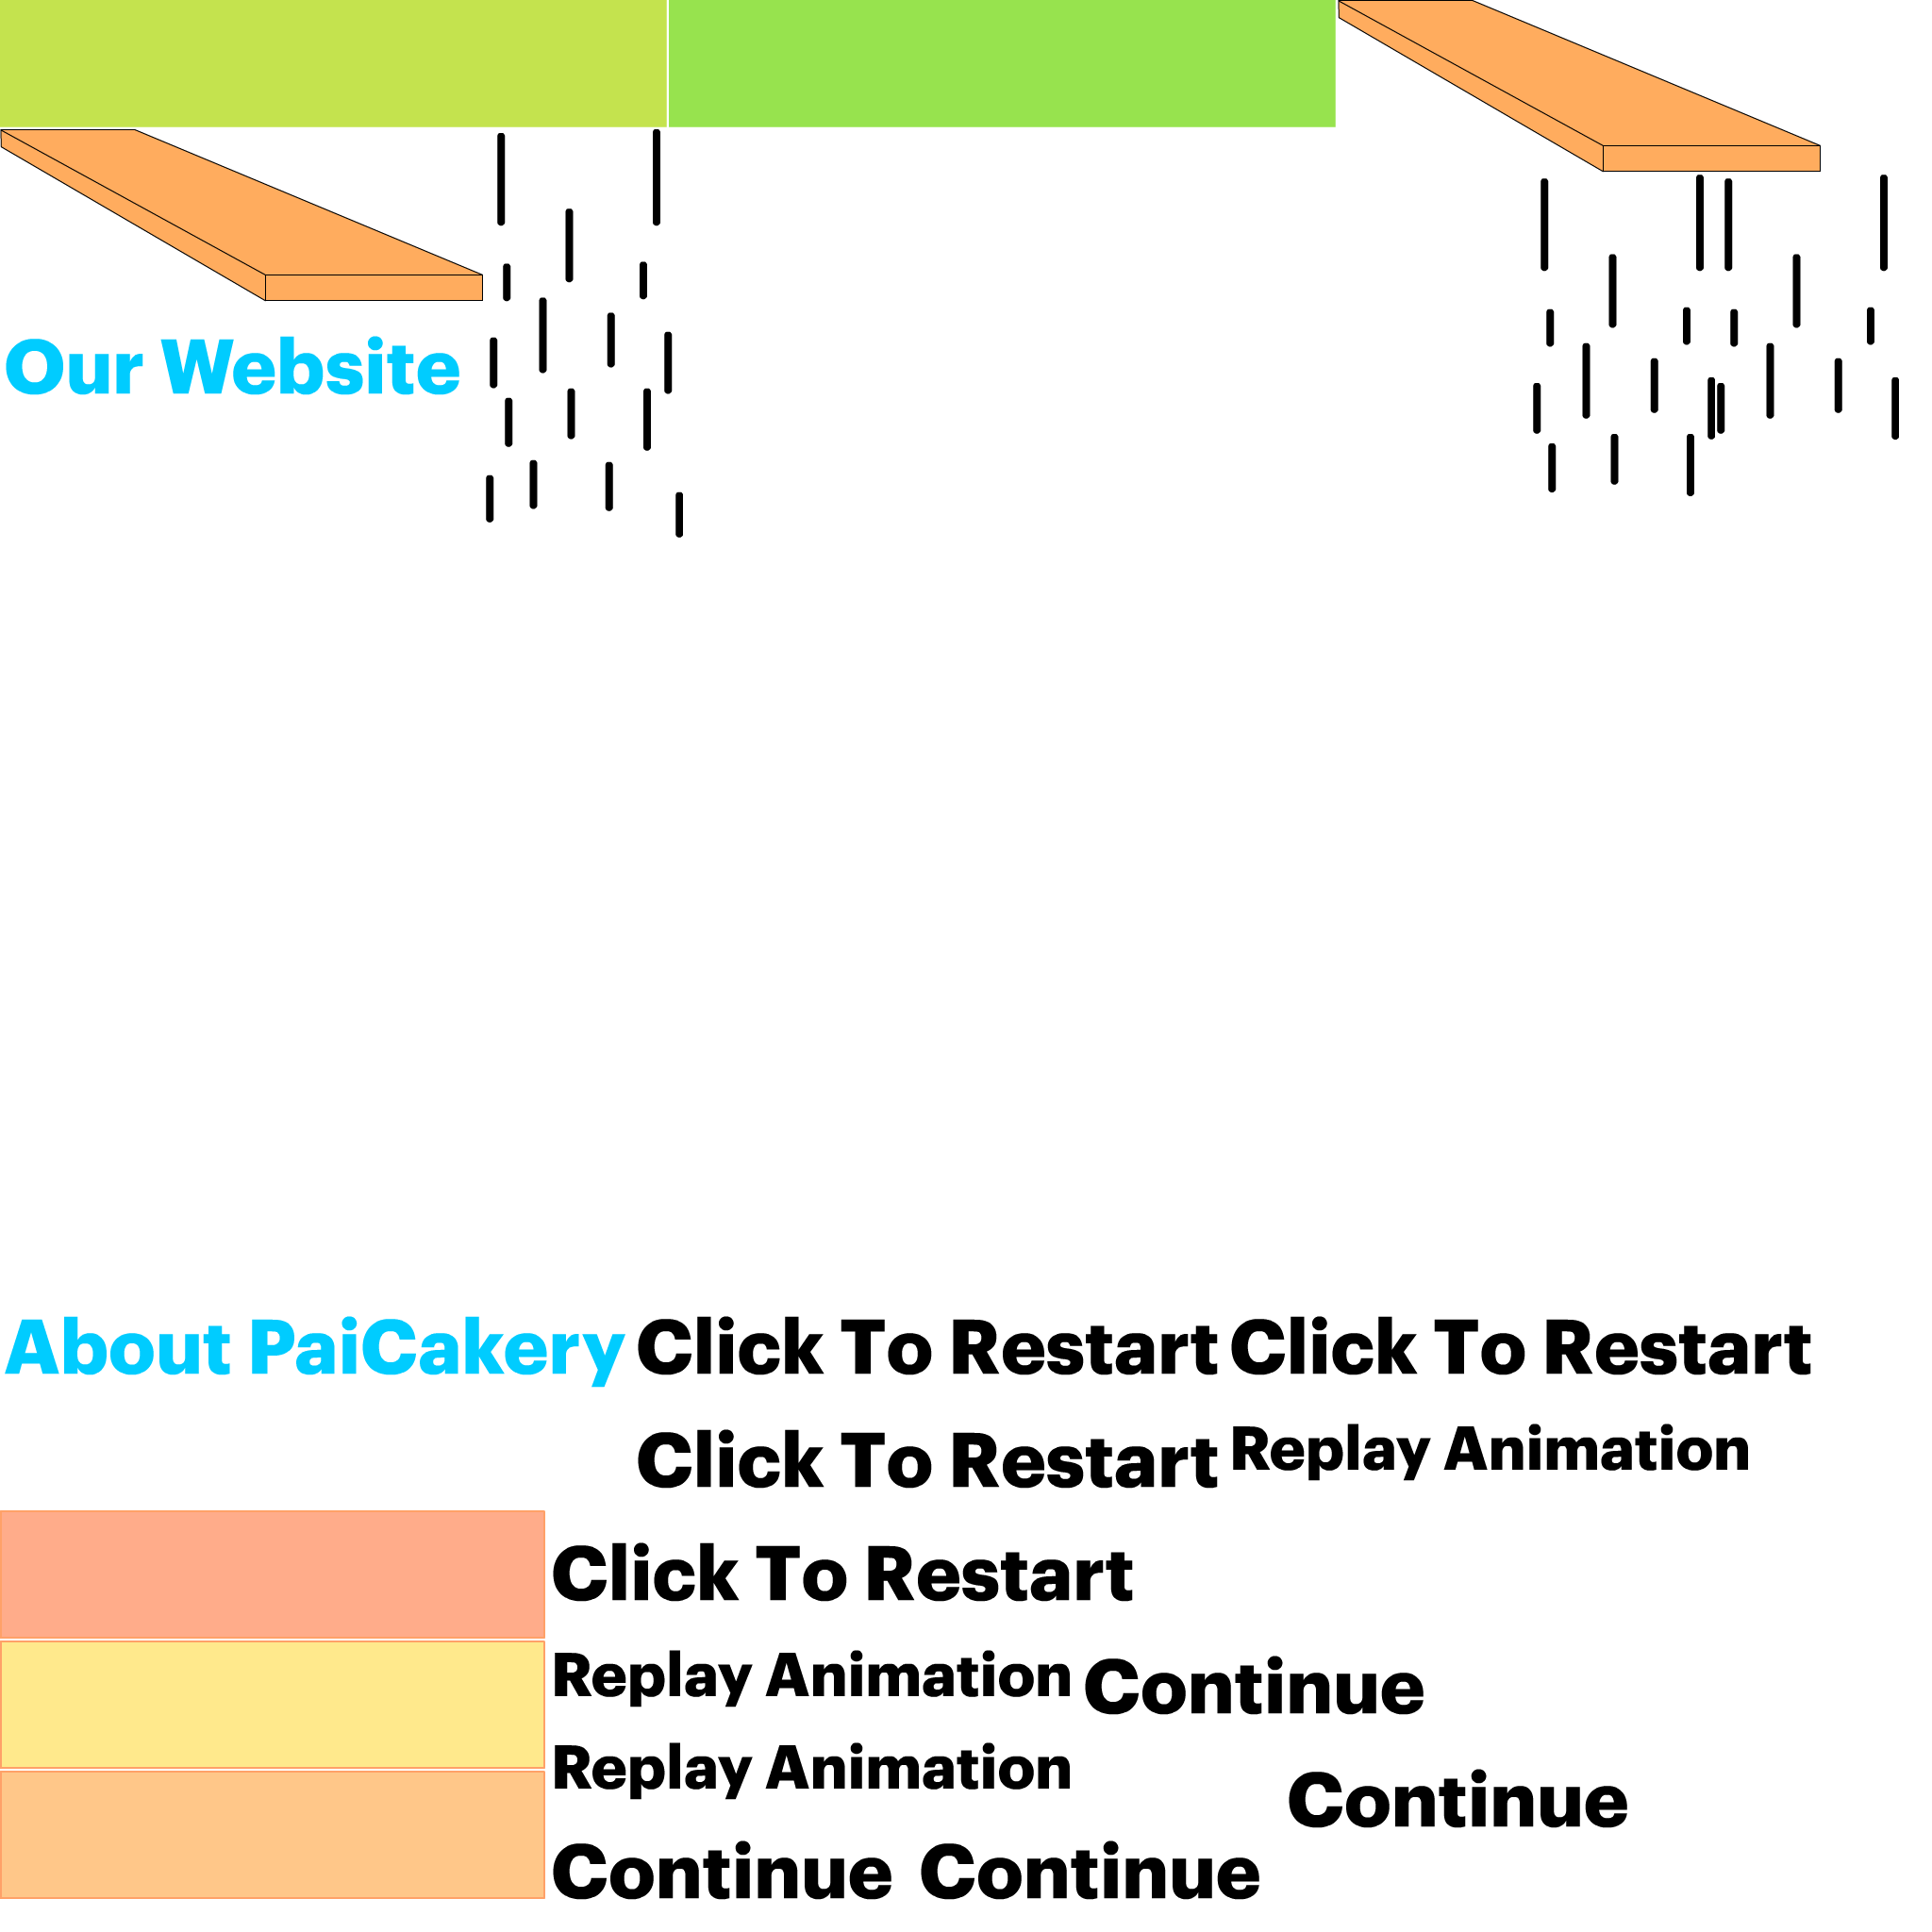 Our Website
About PaiCakery Click To Restart Click To Restart
Click To Restart Replay Animation
Click To Restart
Replay Animation Continue
Replay Animation
Continue
Continue Continue